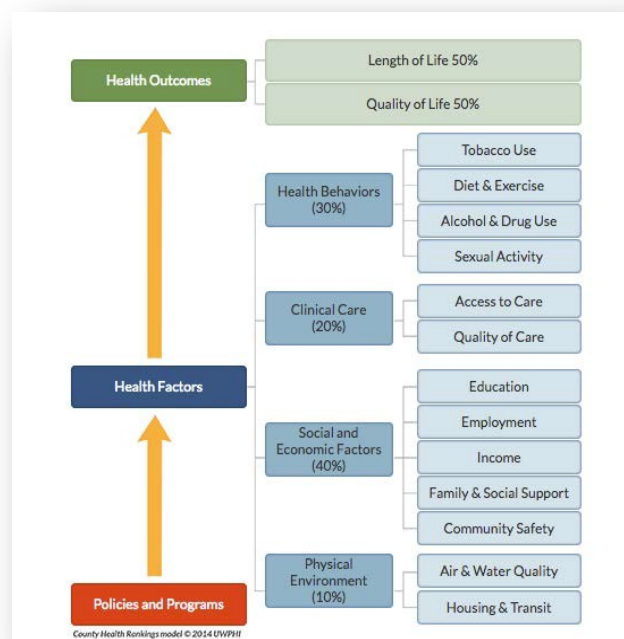 Health Outcomes
Length of Life 50%
Quality of Life 50%
Health Behaviors
(30%)
Tobacco Use
Diet & Exercise
Alcohol & Drug Use
Sexual Activity
Clinical Care
(20%)
Access to Care
Quality of Care
Health Factors
Social and
Economic Factors
(40%)
Education
Employment
Income
Family & Social Support
Community Safety
Physical
Environment
(10%)
Air & Water Quality
Housing & Transit
Policies and Programs
County Health Rankings model © 2014 UWPHI